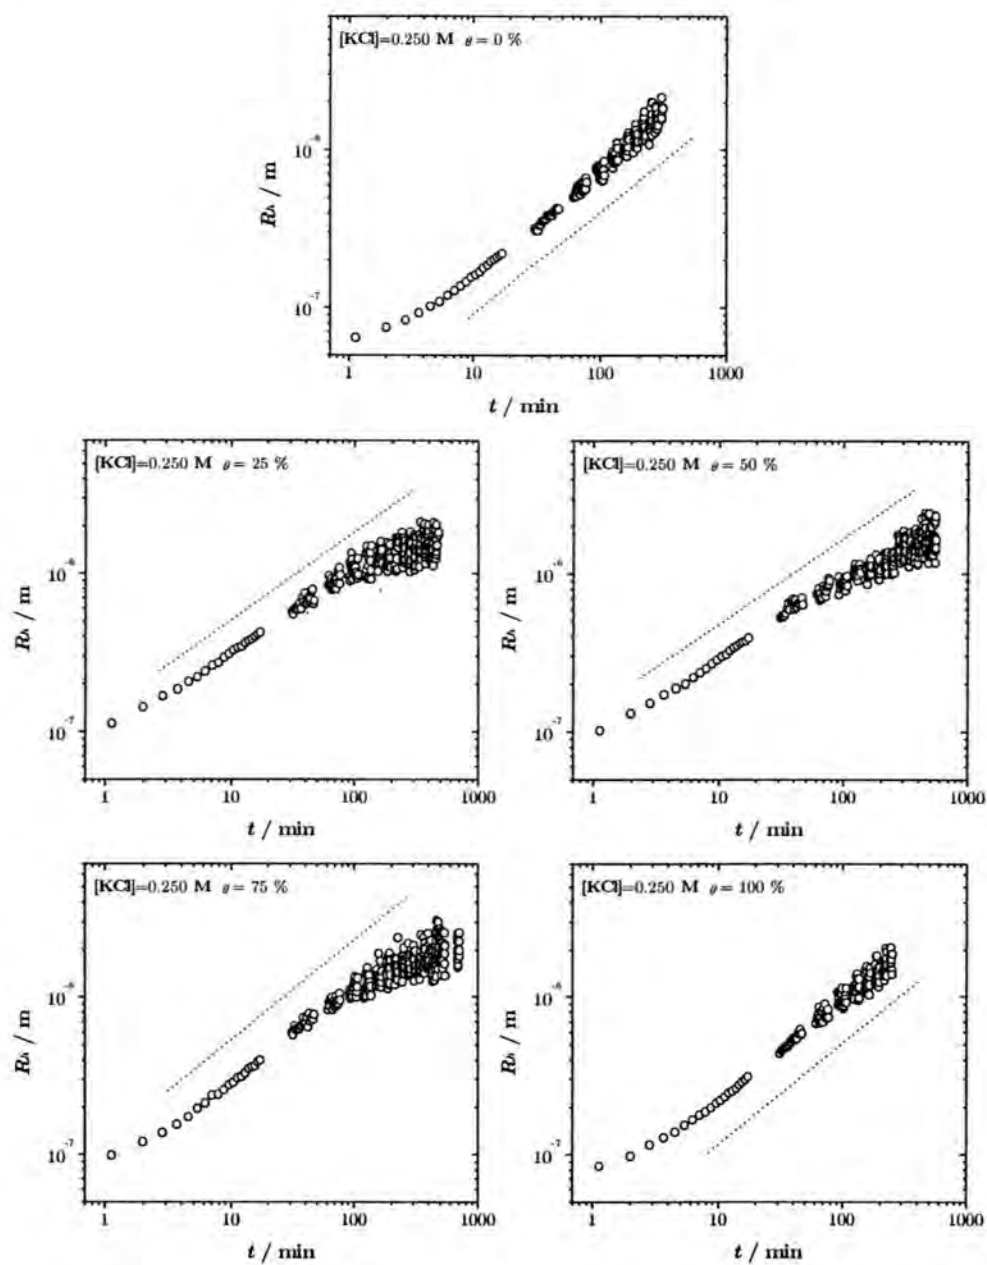 [KCl]=0.250 M θ = 0 %
10⁻⁶
10⁻⁷
Rₕ / m
1 10 100 1000
t / min
[KCl]=0.250 M θ = 25 %
10⁻⁶
10⁻⁷
Rₕ / m
1 10 100 1000
t / min
[KCl]=0.250 M θ = 50 %
10⁻⁶
10⁻⁷
Rₕ / m
1 10 100 1000
t / min
[KCl]=0.250 M θ = 75 %
10⁻⁶
10⁻⁷
Rₕ / m
1 10 100 1000
t / min
[KCl]=0.250 M θ = 100 %
10⁻⁶
10⁻⁷
Rₕ / m
1 10 100 1000
t / min